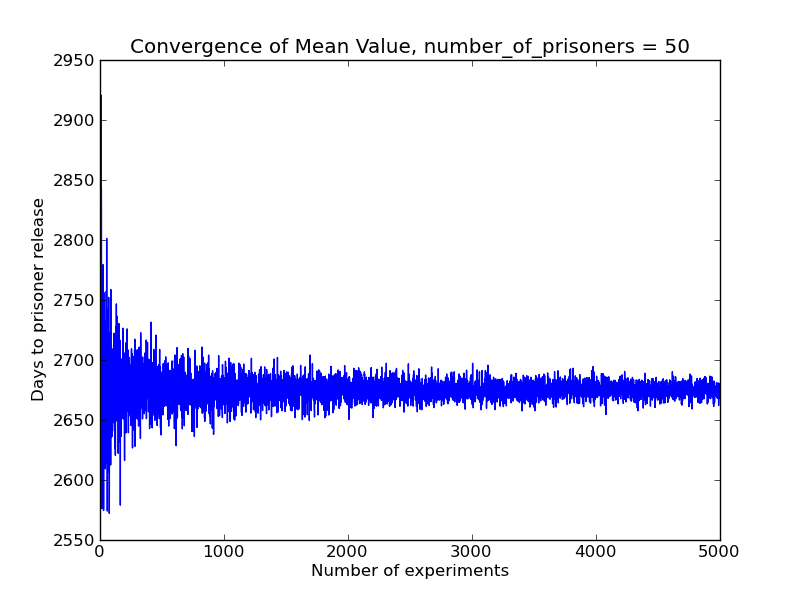 Convergence of Mean Value, number_of_prisoners = 50
2950
2900
2850
2800
2750
2700
2650
2600
2550
Days to prisoner release
0 1000 2000 3000 4000 5000
Number of experiments